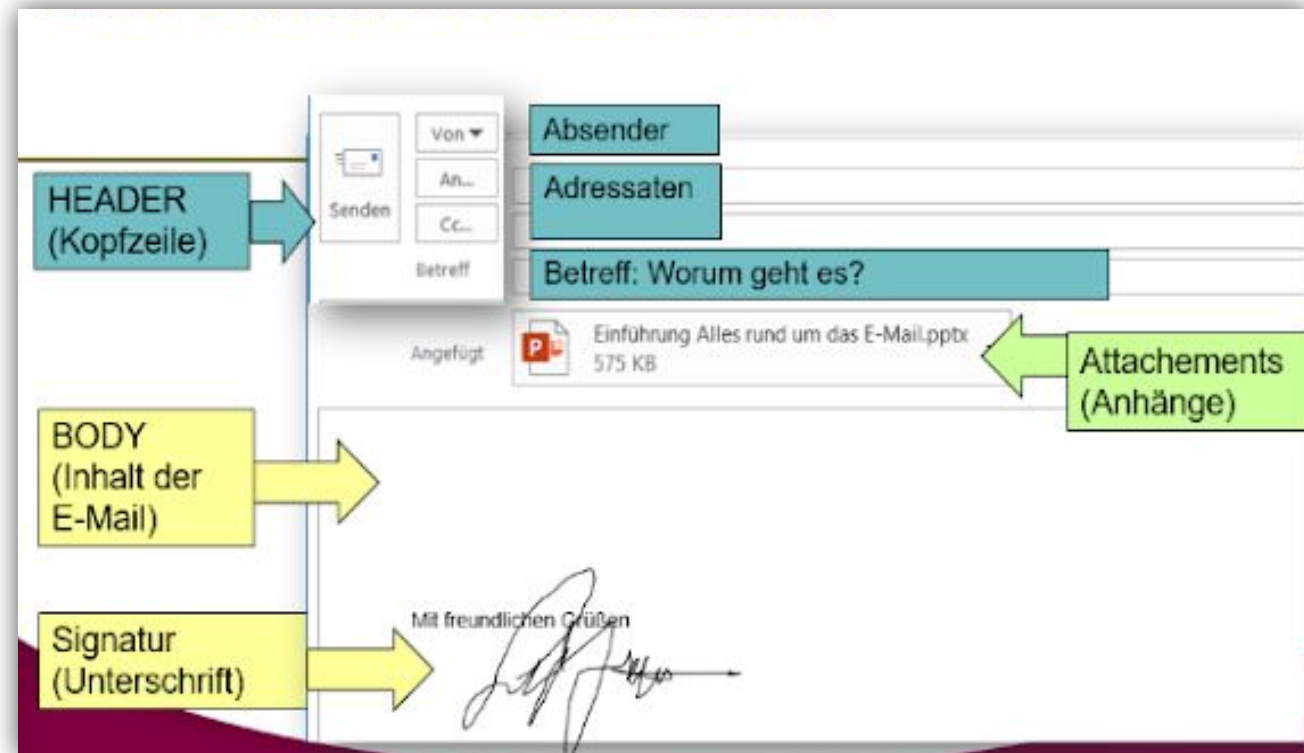 Von
Absender
An...
Adressaten
HEADER
(Kopfzeile)
Senden
Cc...
Betreff
Betreff: Worum geht es?
Angefügt
Einführung Alles rund um das E-Mail.pptx
575 KB
Attachements
(Anhänge)
BODY
(Inhalt der
E-Mail)
Mit freundlichen Grüßen
Signatur
(Unterschrift)